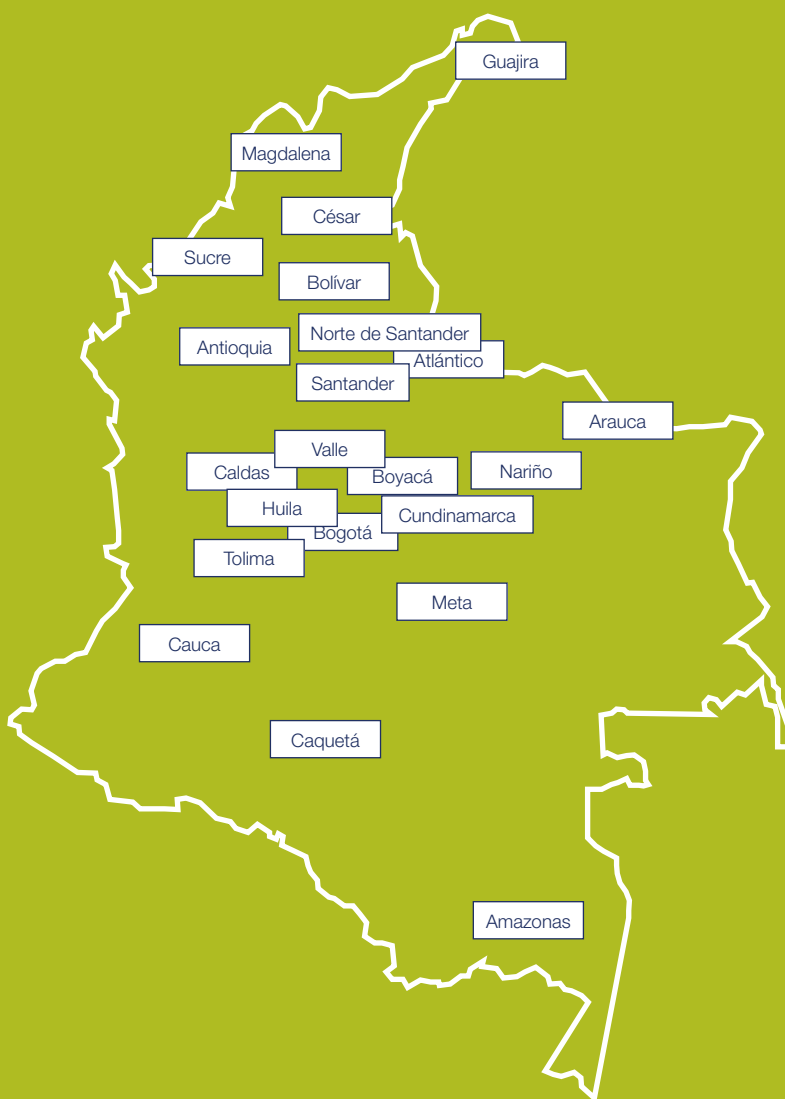 Guajira
Magdalena
César
Sucre
Bolívar
Norte de Santander
Antioquia
Atlántico
Santander
Arauca
Valle
Caldas
Boyacá
Nariño
Huila
Cundinamarca
Bogotá
Tolima
Meta
Cauca
Caquetá
Amazonas